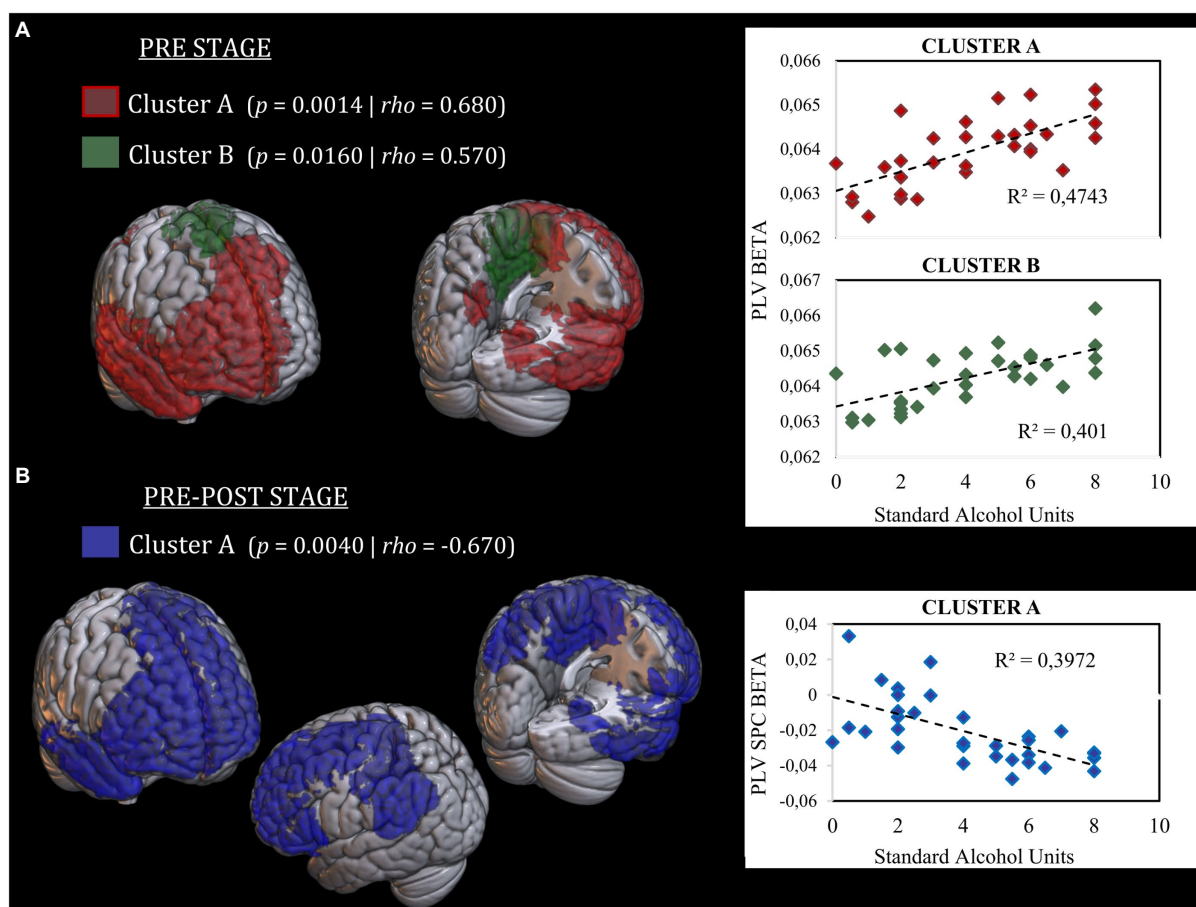 A
PRE STAGE
Cluster A (p = 0.0014 | rho = 0.680)
Cluster B (p = 0.0160 | rho = 0.570)
CLUSTER A
0,066
0,065
0,064
0,063
0,062
R² = 0,4743
PLV BETA
CLUSTER B
0,067
0,066
0,065
0,064
0,063
0,062
R² = 0,401
0 2 4 6 8 10
Standard Alcohol Units
B
PRE-POST STAGE
Cluster A (p = 0.0040 | rho = -0.670)
CLUSTER A
0,04
0,02
0
-0,02
-0,04
-0,06
R² = 0,3972
PLV SPC BETA
0 2 4 6 8 10
Standard Alcohol Units